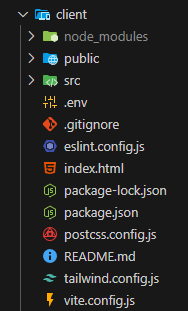 client
node_modules
public
src
.env
.gitignore
eslint.config.js
index.html
package-lock.json
package.json
postcss.config.js
README.md
tailwind.config.js
vite.config.js